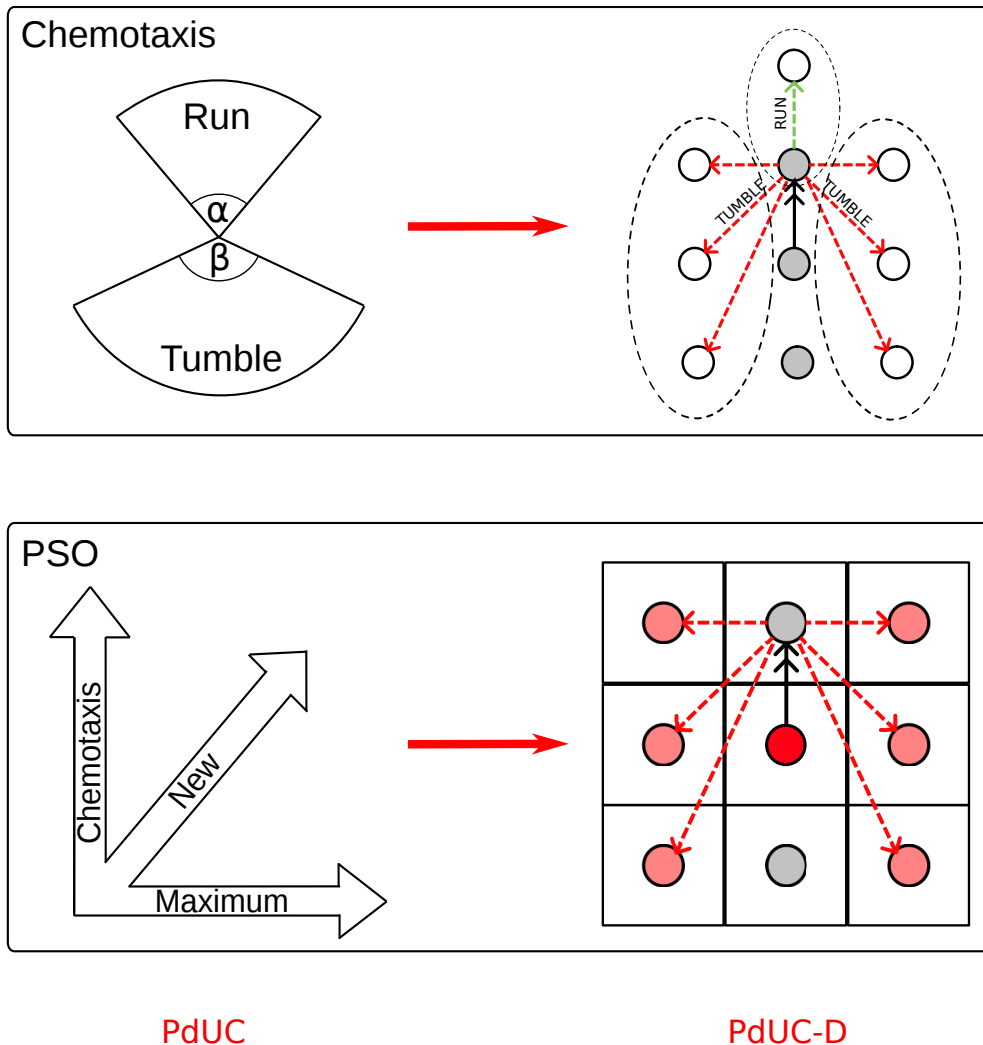 Chemotaxis
Run
α
β
Tumble
RUN
TUMBLE
TUMBLE
PSO
Chemotaxis
New
Maximum
PdUC
PdUC-D